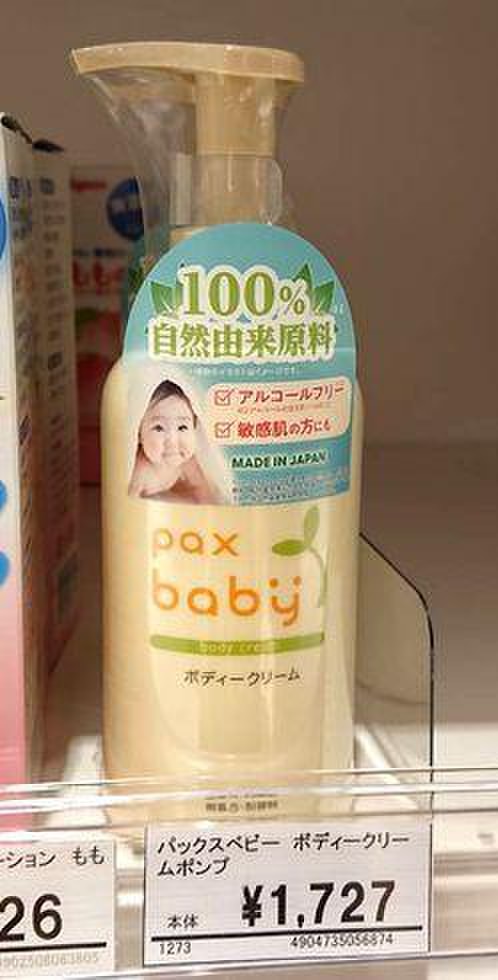 100%
自然由来原料
アルコールフリー
敏感肌の方にも
MADE IN JAPAN
pax
baby
body cream
ボディークリーム
ーション もも
26
パックスベビー ボディークリー
ムポンプ
本体 ¥1,727
1273 4904735056874